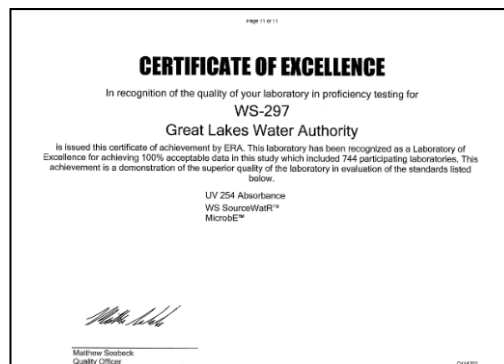 Page 11 of 11
CERTIFICATE OF EXCELLENCE
In recognition of the quality of your laboratory in proficiency testing for
WS-297
Great Lakes Water Authority
is issued this certificate of achievement by ERA. This laboratory has been recognized as a Laboratory of
Excellence for achieving 100% acceptable data in this study which included 744 participating laboratories. This
achievement is a demonstration of the superior quality of the laboratory in evaluation of the standards listed
below.
UV 254 Absorbance
WS SourceWatR™
MicrobE™
Matthew Seebeck
Quality Officer